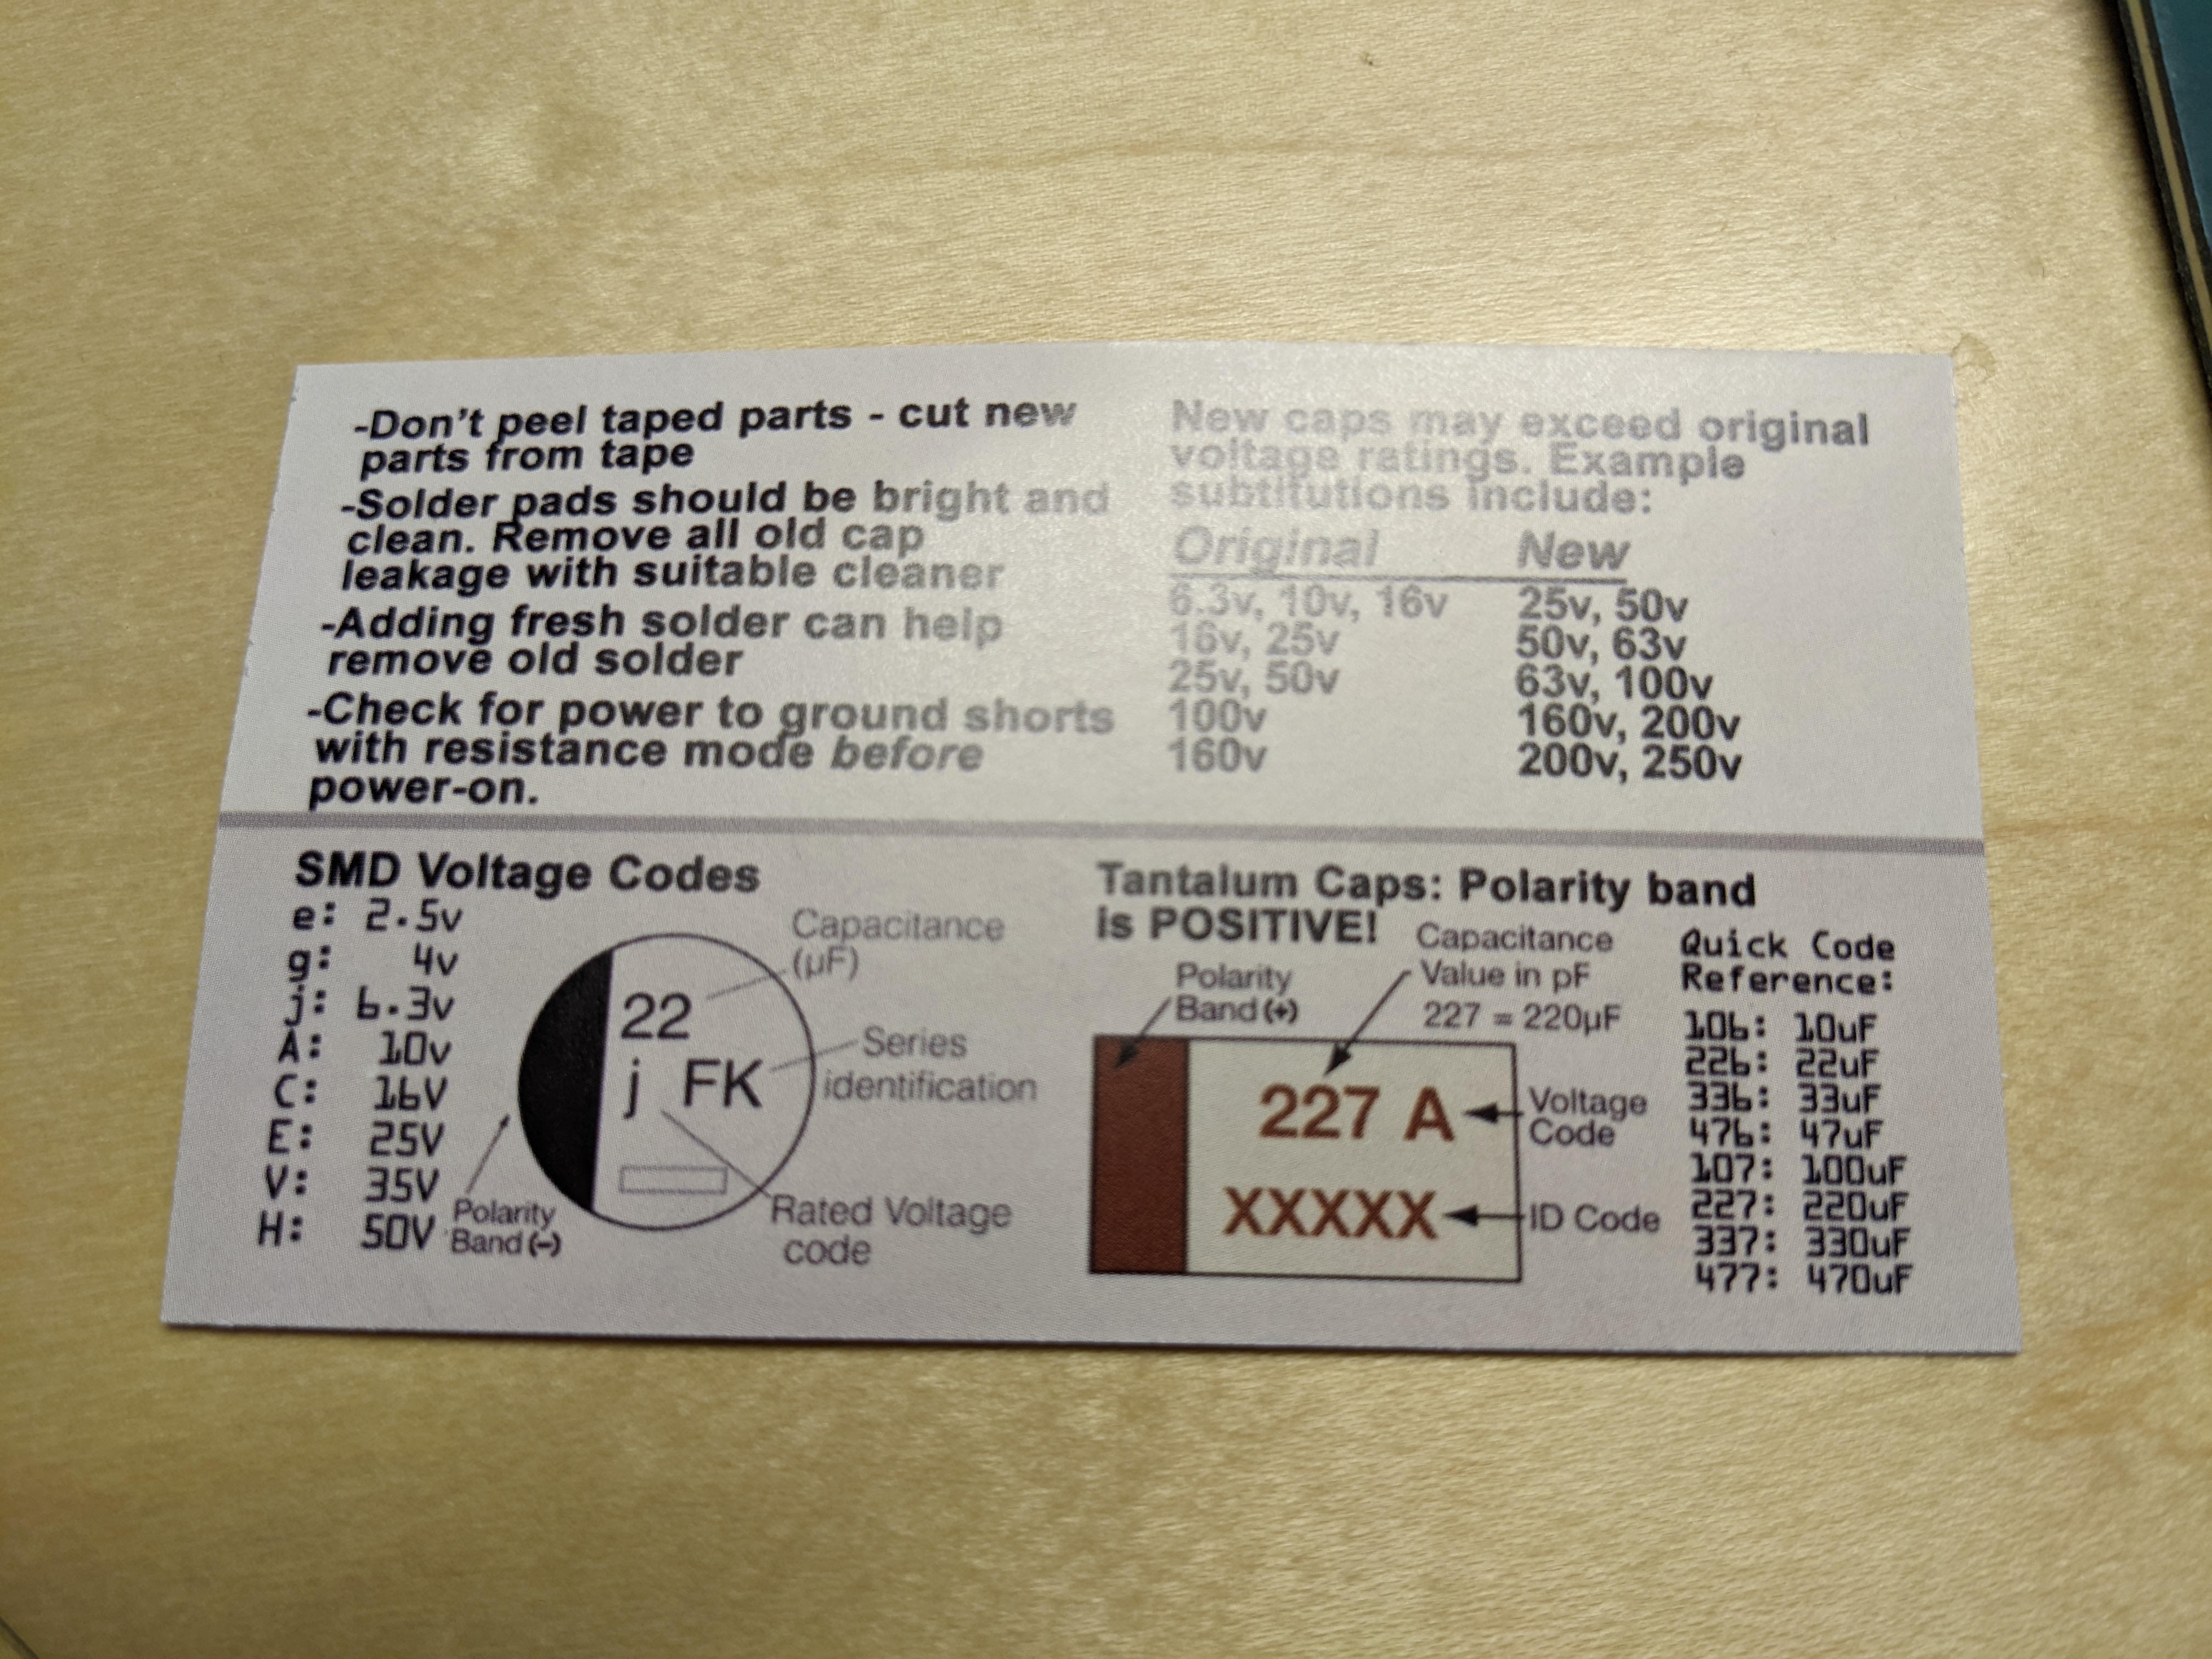 -Don't peel taped parts - cut new
parts from tape
-Solder pads should be bright and
clean. Remove all old cap
leakage with suitable cleaner
-Adding fresh solder can help
remove old solder
-Check for power to ground shorts
with resistance mode before
power-on.
New caps may exceed original
voltage ratings. Example
subtitutions include:
Original New
6.3v, 10v, 16v 25v, 50v
16v, 25v 50v, 63v
25v, 50v 63v, 100v
100v 160v, 200v
160v 200v, 250v
SMD Voltage Codes
e: 2.5v
g: 4v
j: 6.3v
A: 10v
C: 16V
E: 25V
V: 35V
H: 50V
Polarity
Band (-)
22
j FK
Capacitance
(µF)
Series
identification
Rated Voltage
code
Tantalum Caps: Polarity band
is POSITIVE!
Polarity
Band (+)
Capacitance
Value in pF
227 = 220µF
227 A
XXXXX
Voltage
Code
ID Code
Quick Code
Reference:
106: 10uF
226: 22uF
336: 33uF
476: 47uF
107: 100uF
227: 220uF
337: 330uF
477: 470uF